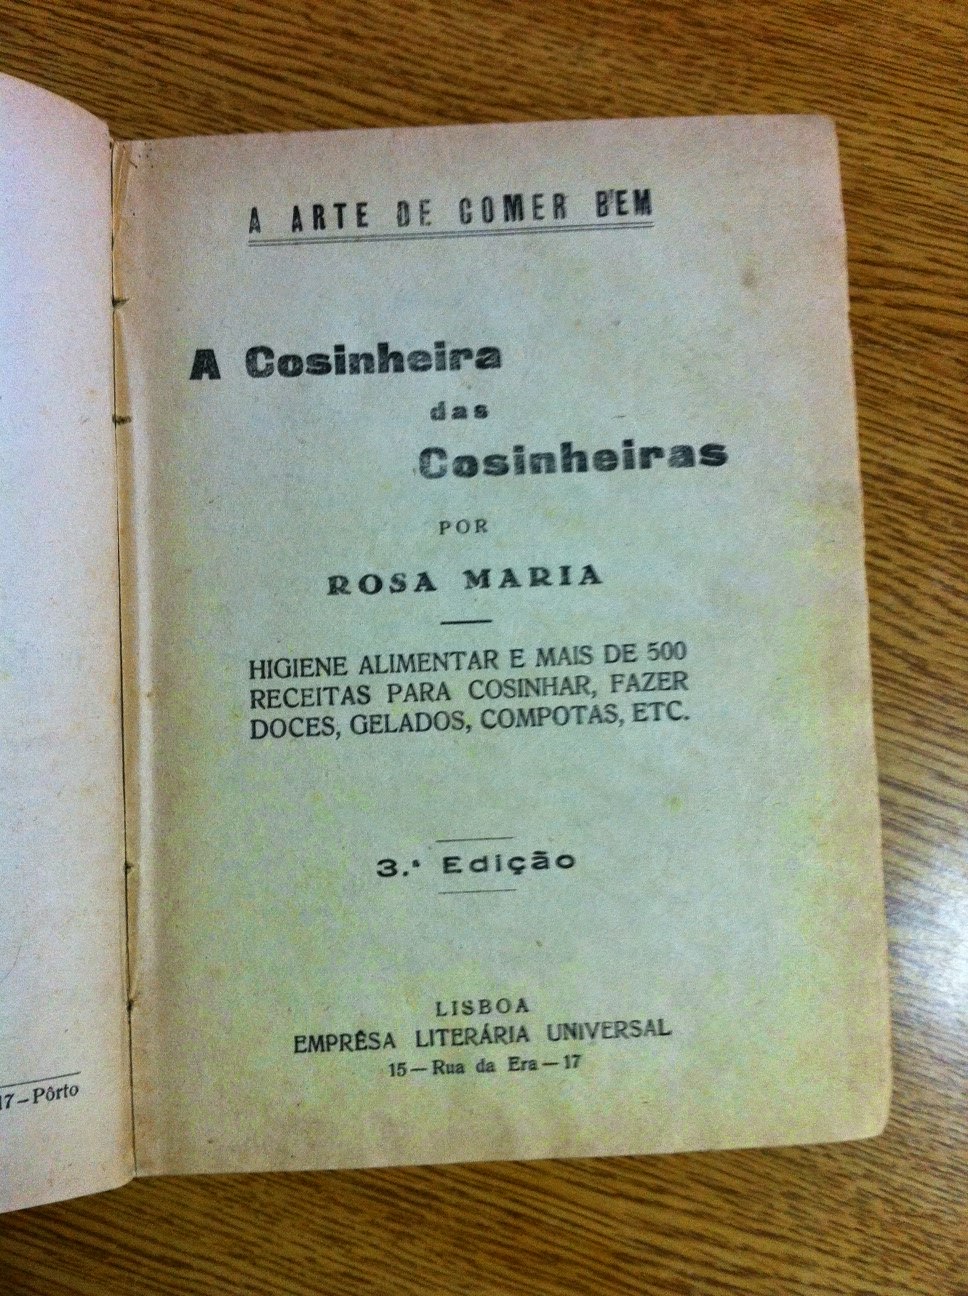 17–Pôrto
A ARTE DE COMER BEM
A Cosinheira
das
Cosinheiras
POR
ROSA MARIA
HIGIENE ALIMENTAR E MAIS DE 500
RECEITAS PARA COSINHAR, FAZER
DOCES, GELADOS, COMPOTAS, ETC.
3.ª Edição
LISBOA
EMPRÊSA LITERÁRIA UNIVERSAL
15—Rua da Era—17